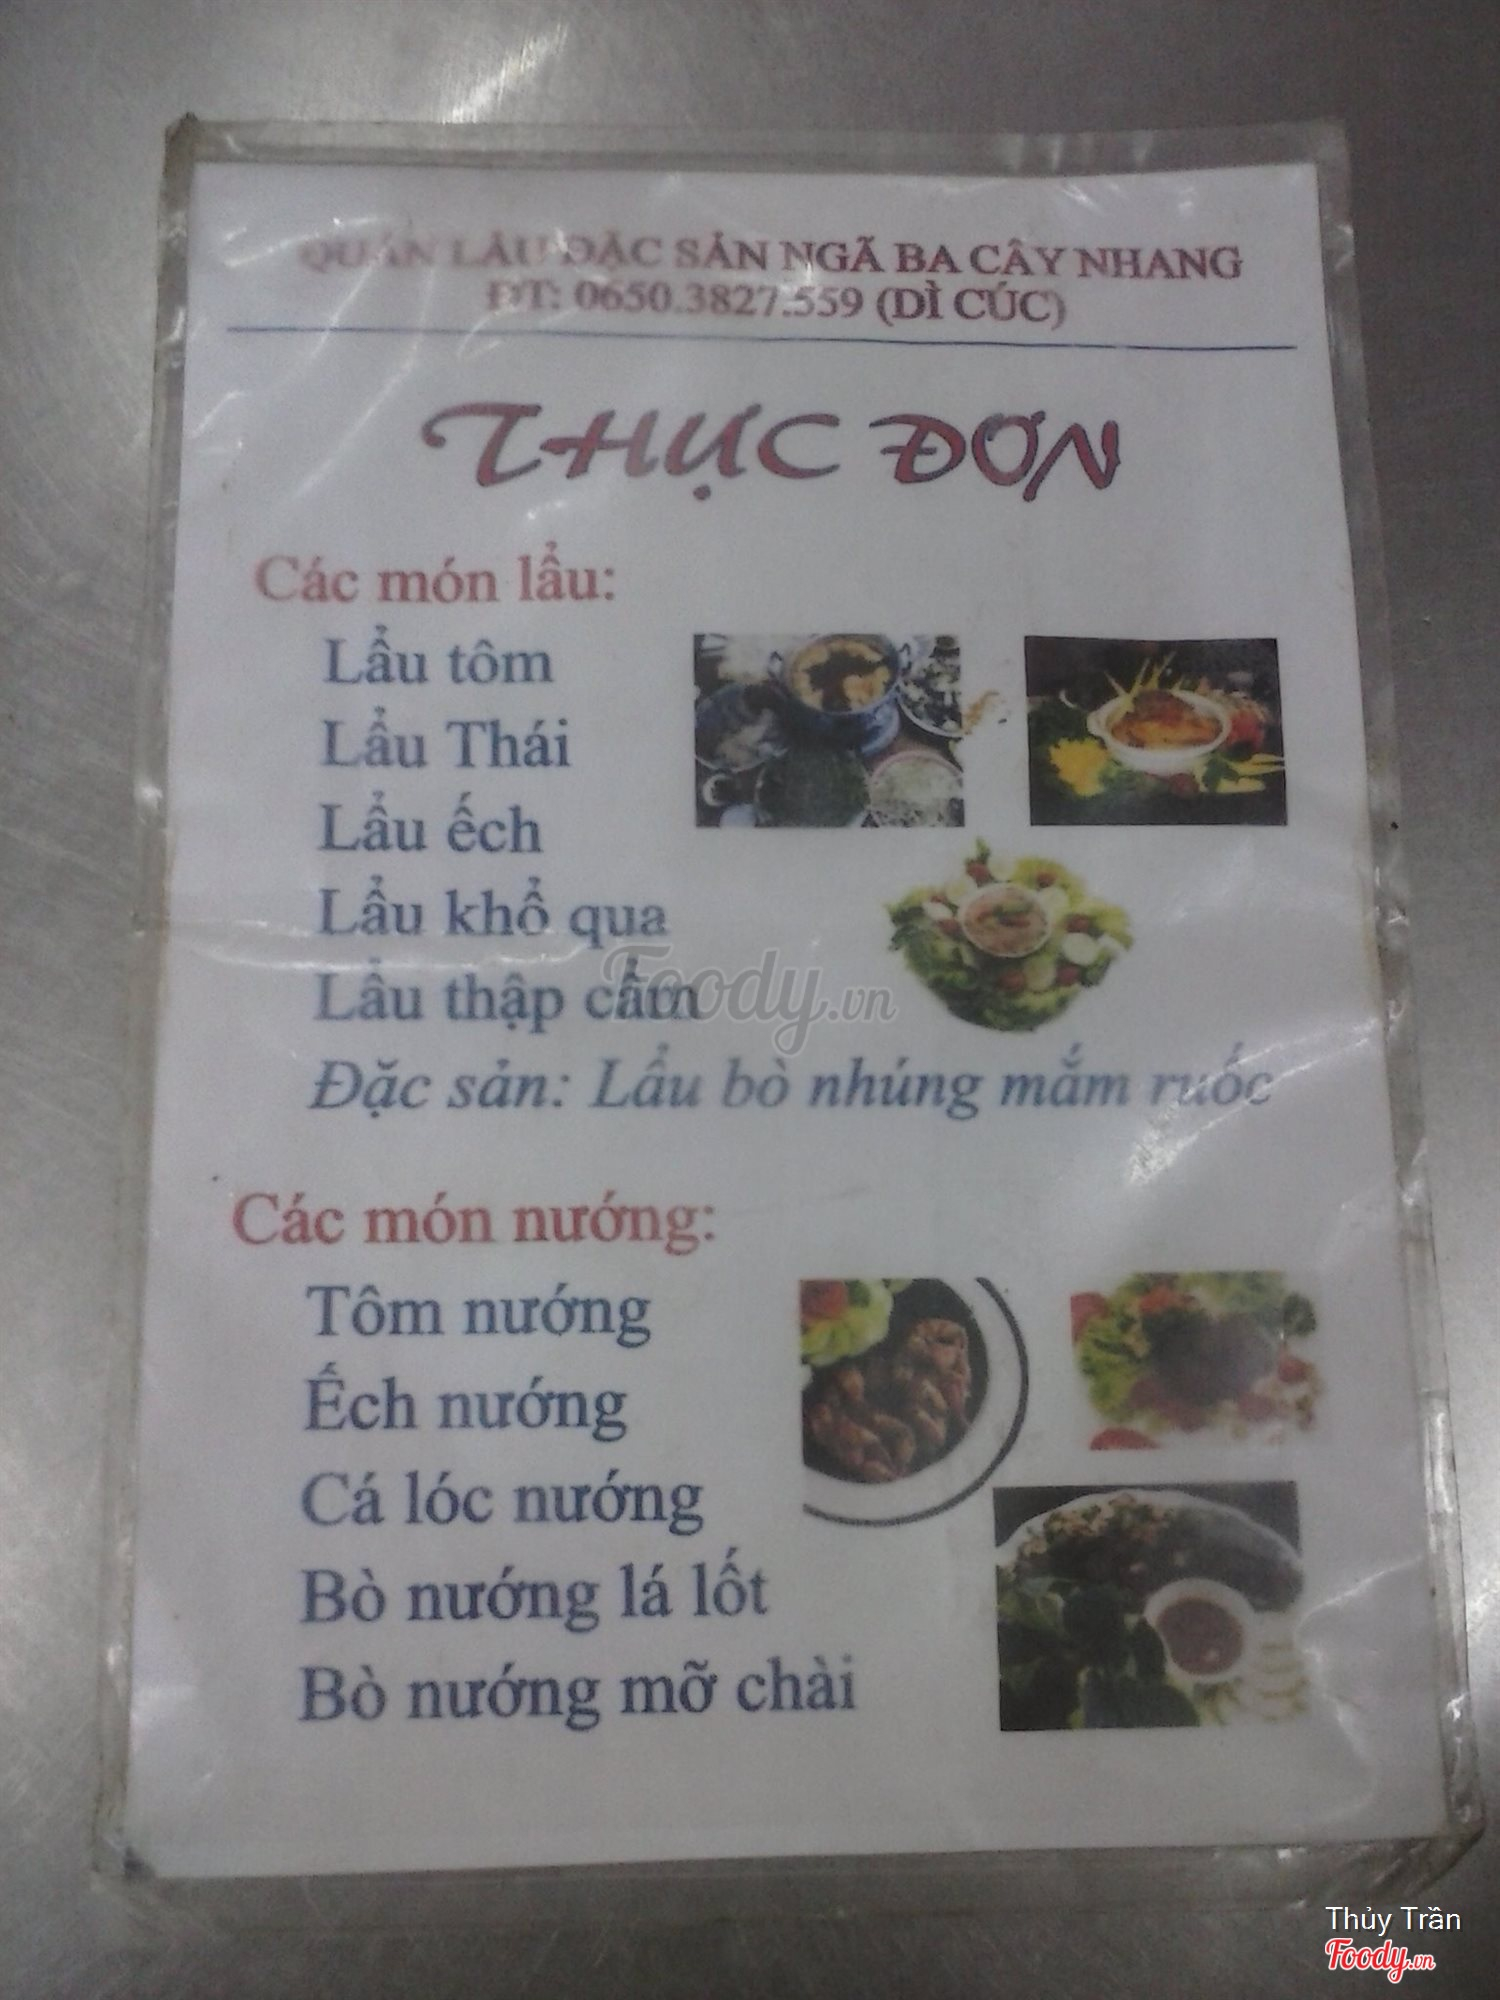 QUÁN LẨU ĐẶC SẢN NGÃ BA CÂY NHANG
ĐT: 0650.3827.559 (DÌ CÚC)
THỰC ĐƠN
Các món lẩu:
Lẩu tôm
Lẩu Thái
Lẩu ếch
Lẩu khổ qua
Lẩu thập cẩm
Foody.vn
Đặc sản: Lẩu bò nhúng mắm ruốc
Các món nướng:
Tôm nướng
Ếch nướng
Cá lóc nướng
Bò nướng lá lốt
Bò nướng mỡ chài
Thủy Trần
Foody.vn